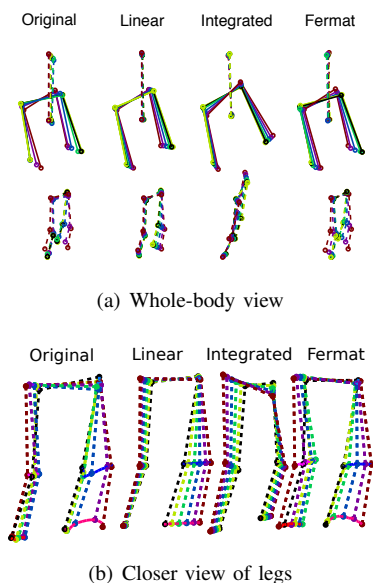 Original Linear Integrated Fermat
(a) Whole-body view
Original Linear Integrated Fermat
(b) Closer view of legs